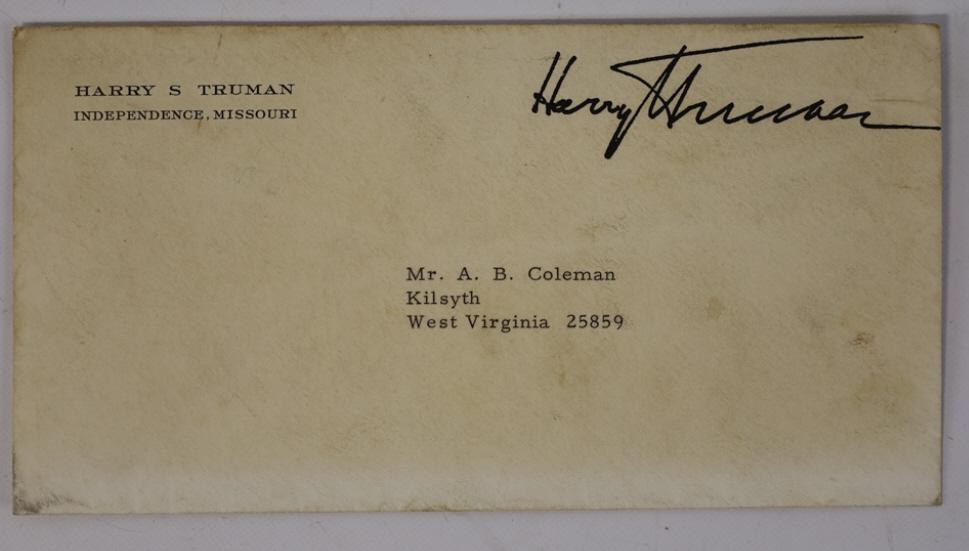 HARRY S TRUMAN
INDEPENDENCE, MISSOURI
Harry Truman
Mr. A. B. Coleman
Kilsyth
West Virginia 25859